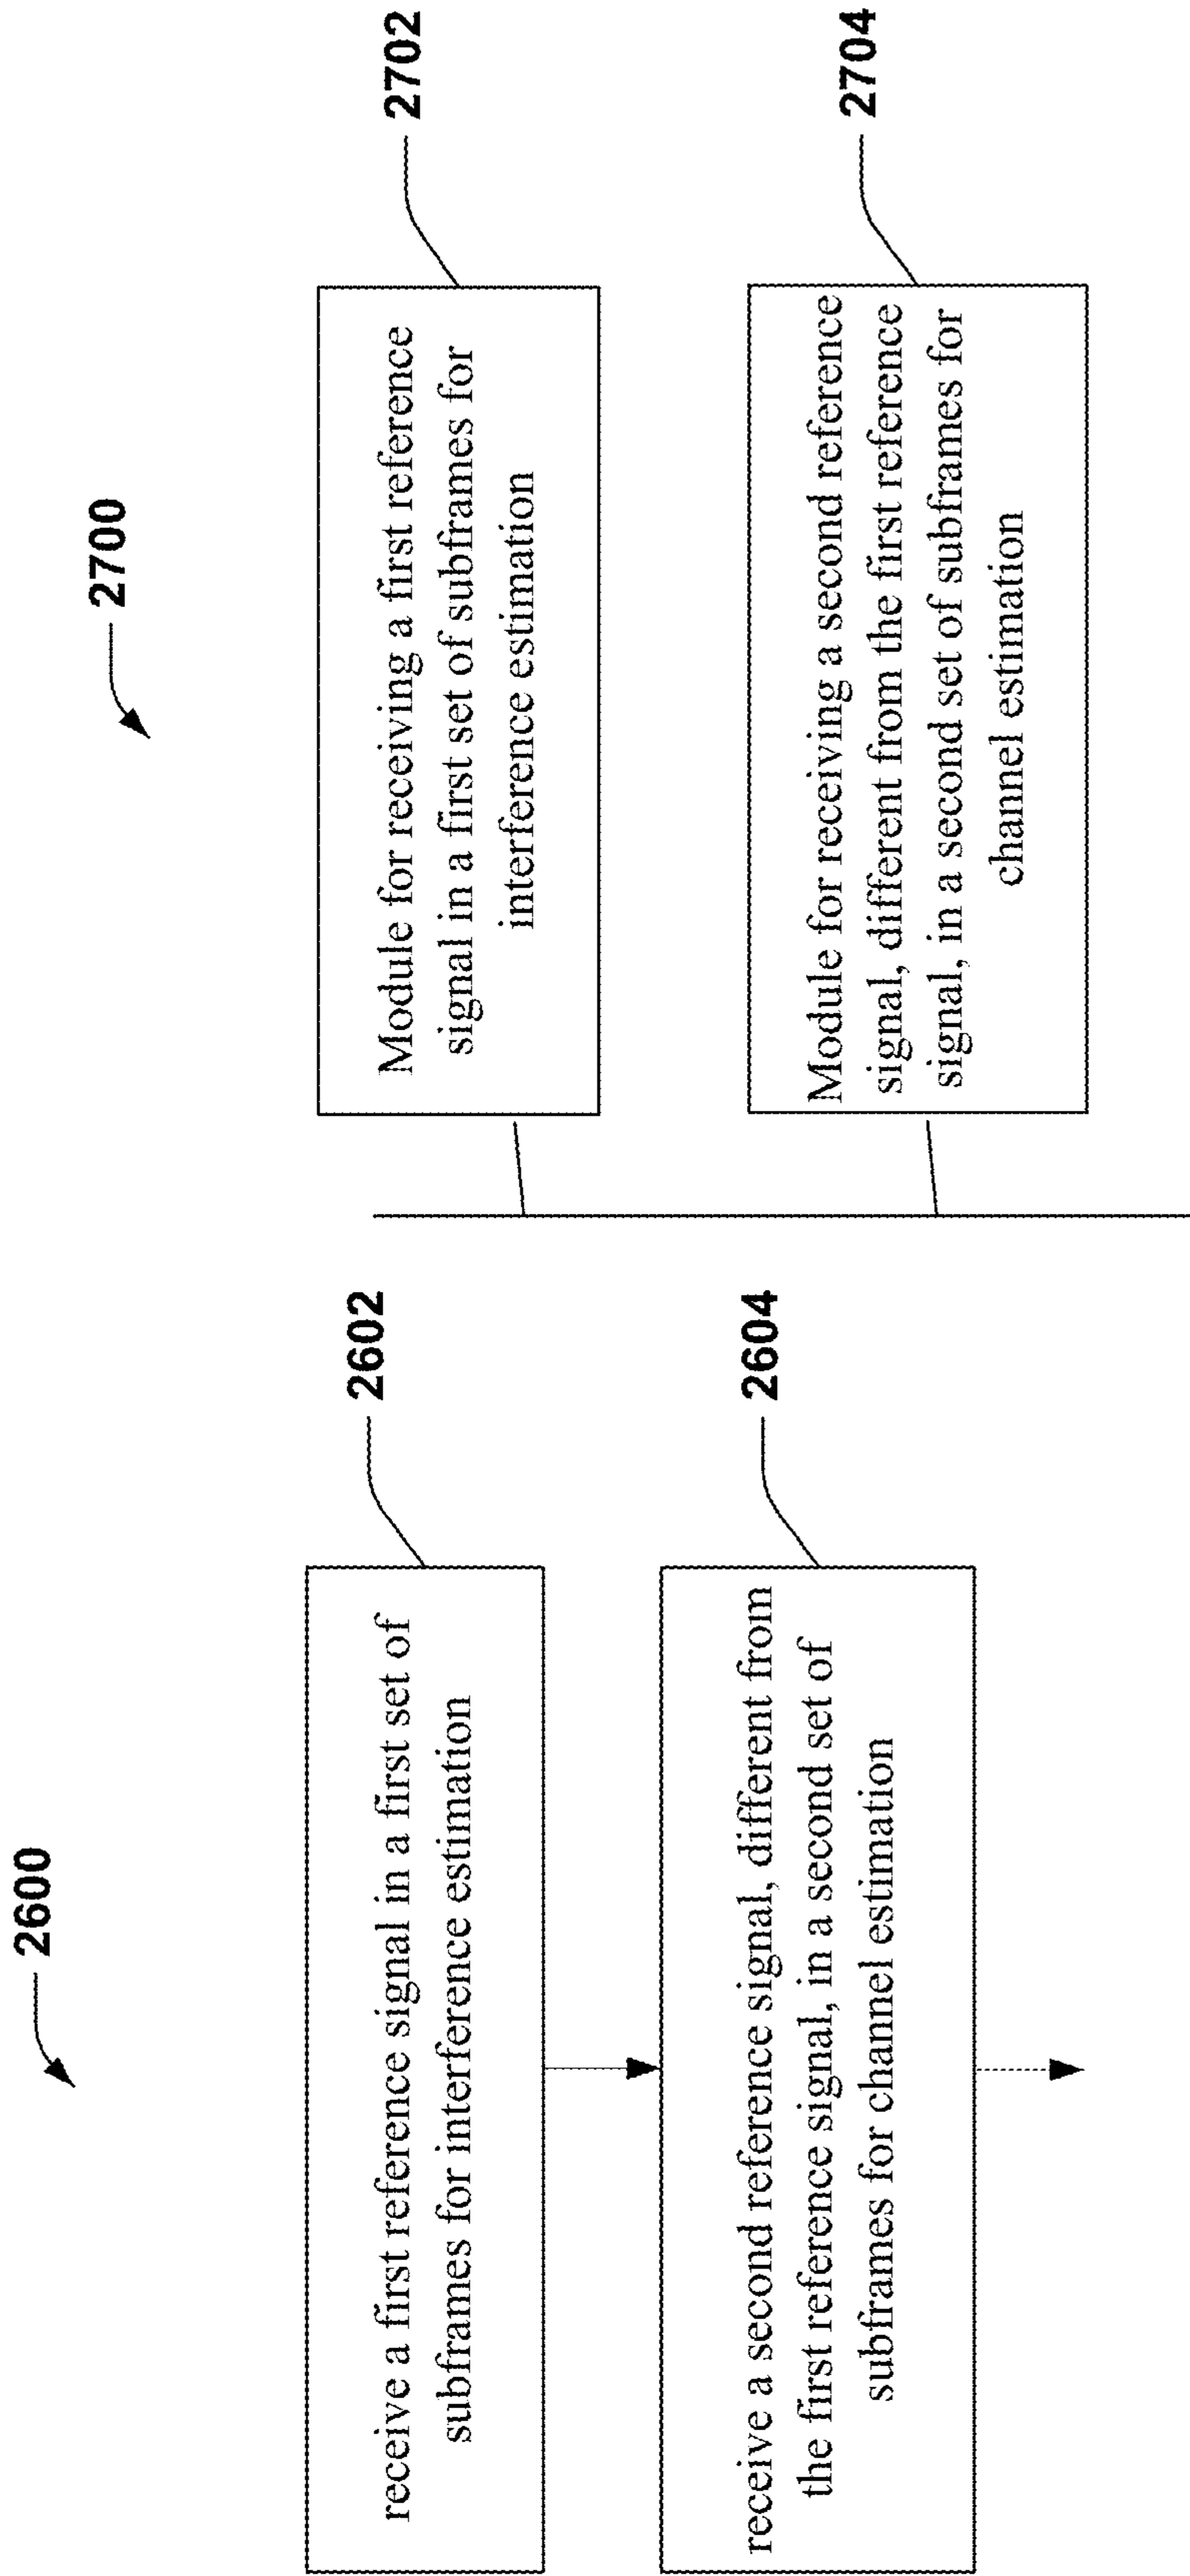 2600
receive a first reference signal in a first set of
subframes for interference estimation
2602
receive a second reference signal, different from
the first reference signal, in a second set of
subframes for channel estimation
2604
2700
Module for receiving a first reference
signal in a first set of subframes for
interference estimation
2702
Module for receiving a second reference
signal, different from the first reference
signal, in a second set of subframes for
channel estimation
2704